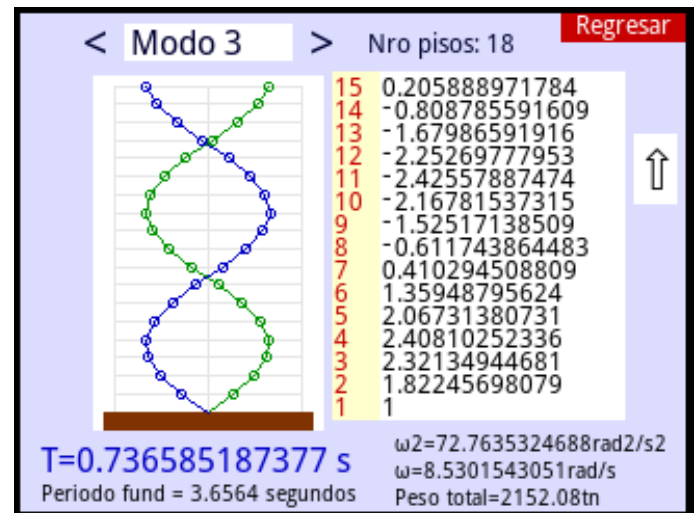 < Modo 3 > Nro pisos: 18 Regresar
15 0.205888971784
14 -0.808785591609
13 -1.67986591916
12 -2.25269777953
11 -2.42557887474
10 -2.16781537315
9 -1.52517138509
8 -0.611743864483
7 0.410294508809
6 1.35948795624
5 2.06731380731
4 2.40810252336
3 2.32134944681
2 1.82245698079
1 1
⇧
T=0.736585187377 s
Periodo fund = 3.6564 segundos
ω2=72.7635324688rad2/s2
ω=8.5301543051rad/s
Peso total=2152.08tn